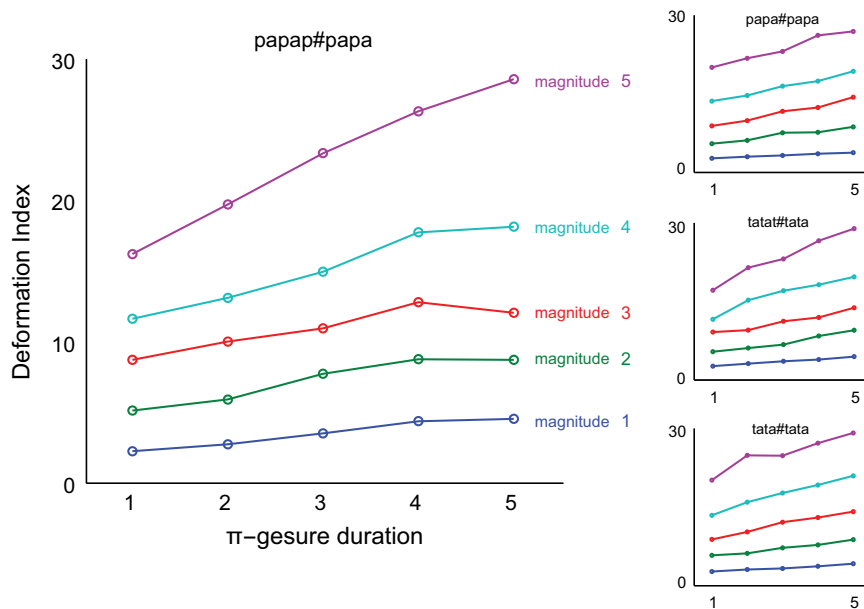 papap#papa
30
20
10
0
Deformation Index
magnitude 5
magnitude 4
magnitude 3
magnitude 2
magnitude 1
1 2 3 4 5
π−gesure duration
papa#papa
30
0
1 5
tatat#tata
30
0
1 5
tata#tata
30
0
1 5